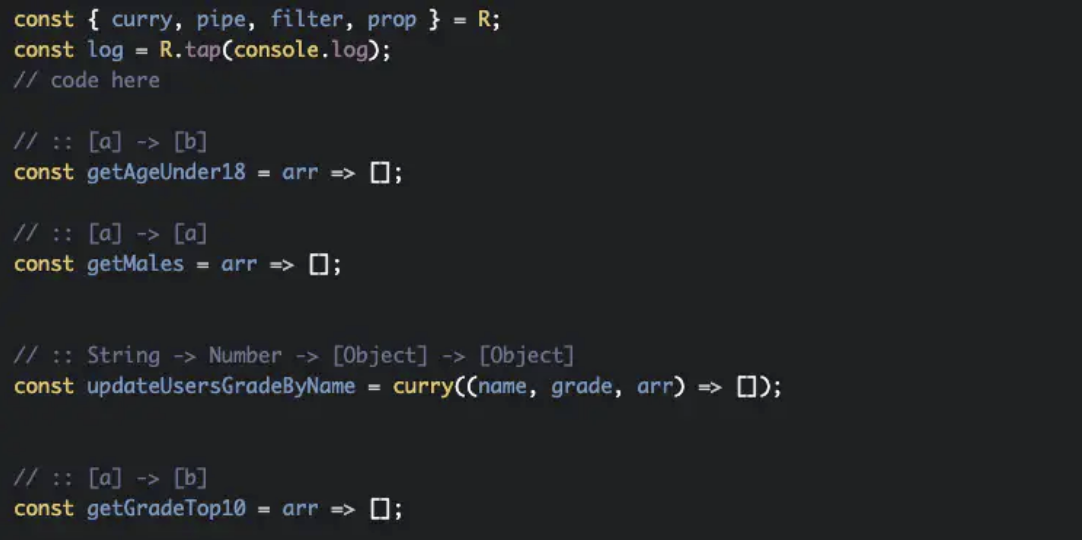 const { curry, pipe, filter, prop } = R;
const log = R.tap(console.log);
// code here
// :: [a] -> [b]
const getAgeUnder18 = arr => [];
// :: [a] -> [a]
const getMales = arr => [];
// :: String -> Number -> [Object] -> [Object]
const updateUsersGradeByName = curry((name, grade, arr) => []);
// :: [a] -> [b]
const getGradeTop10 = arr => [];